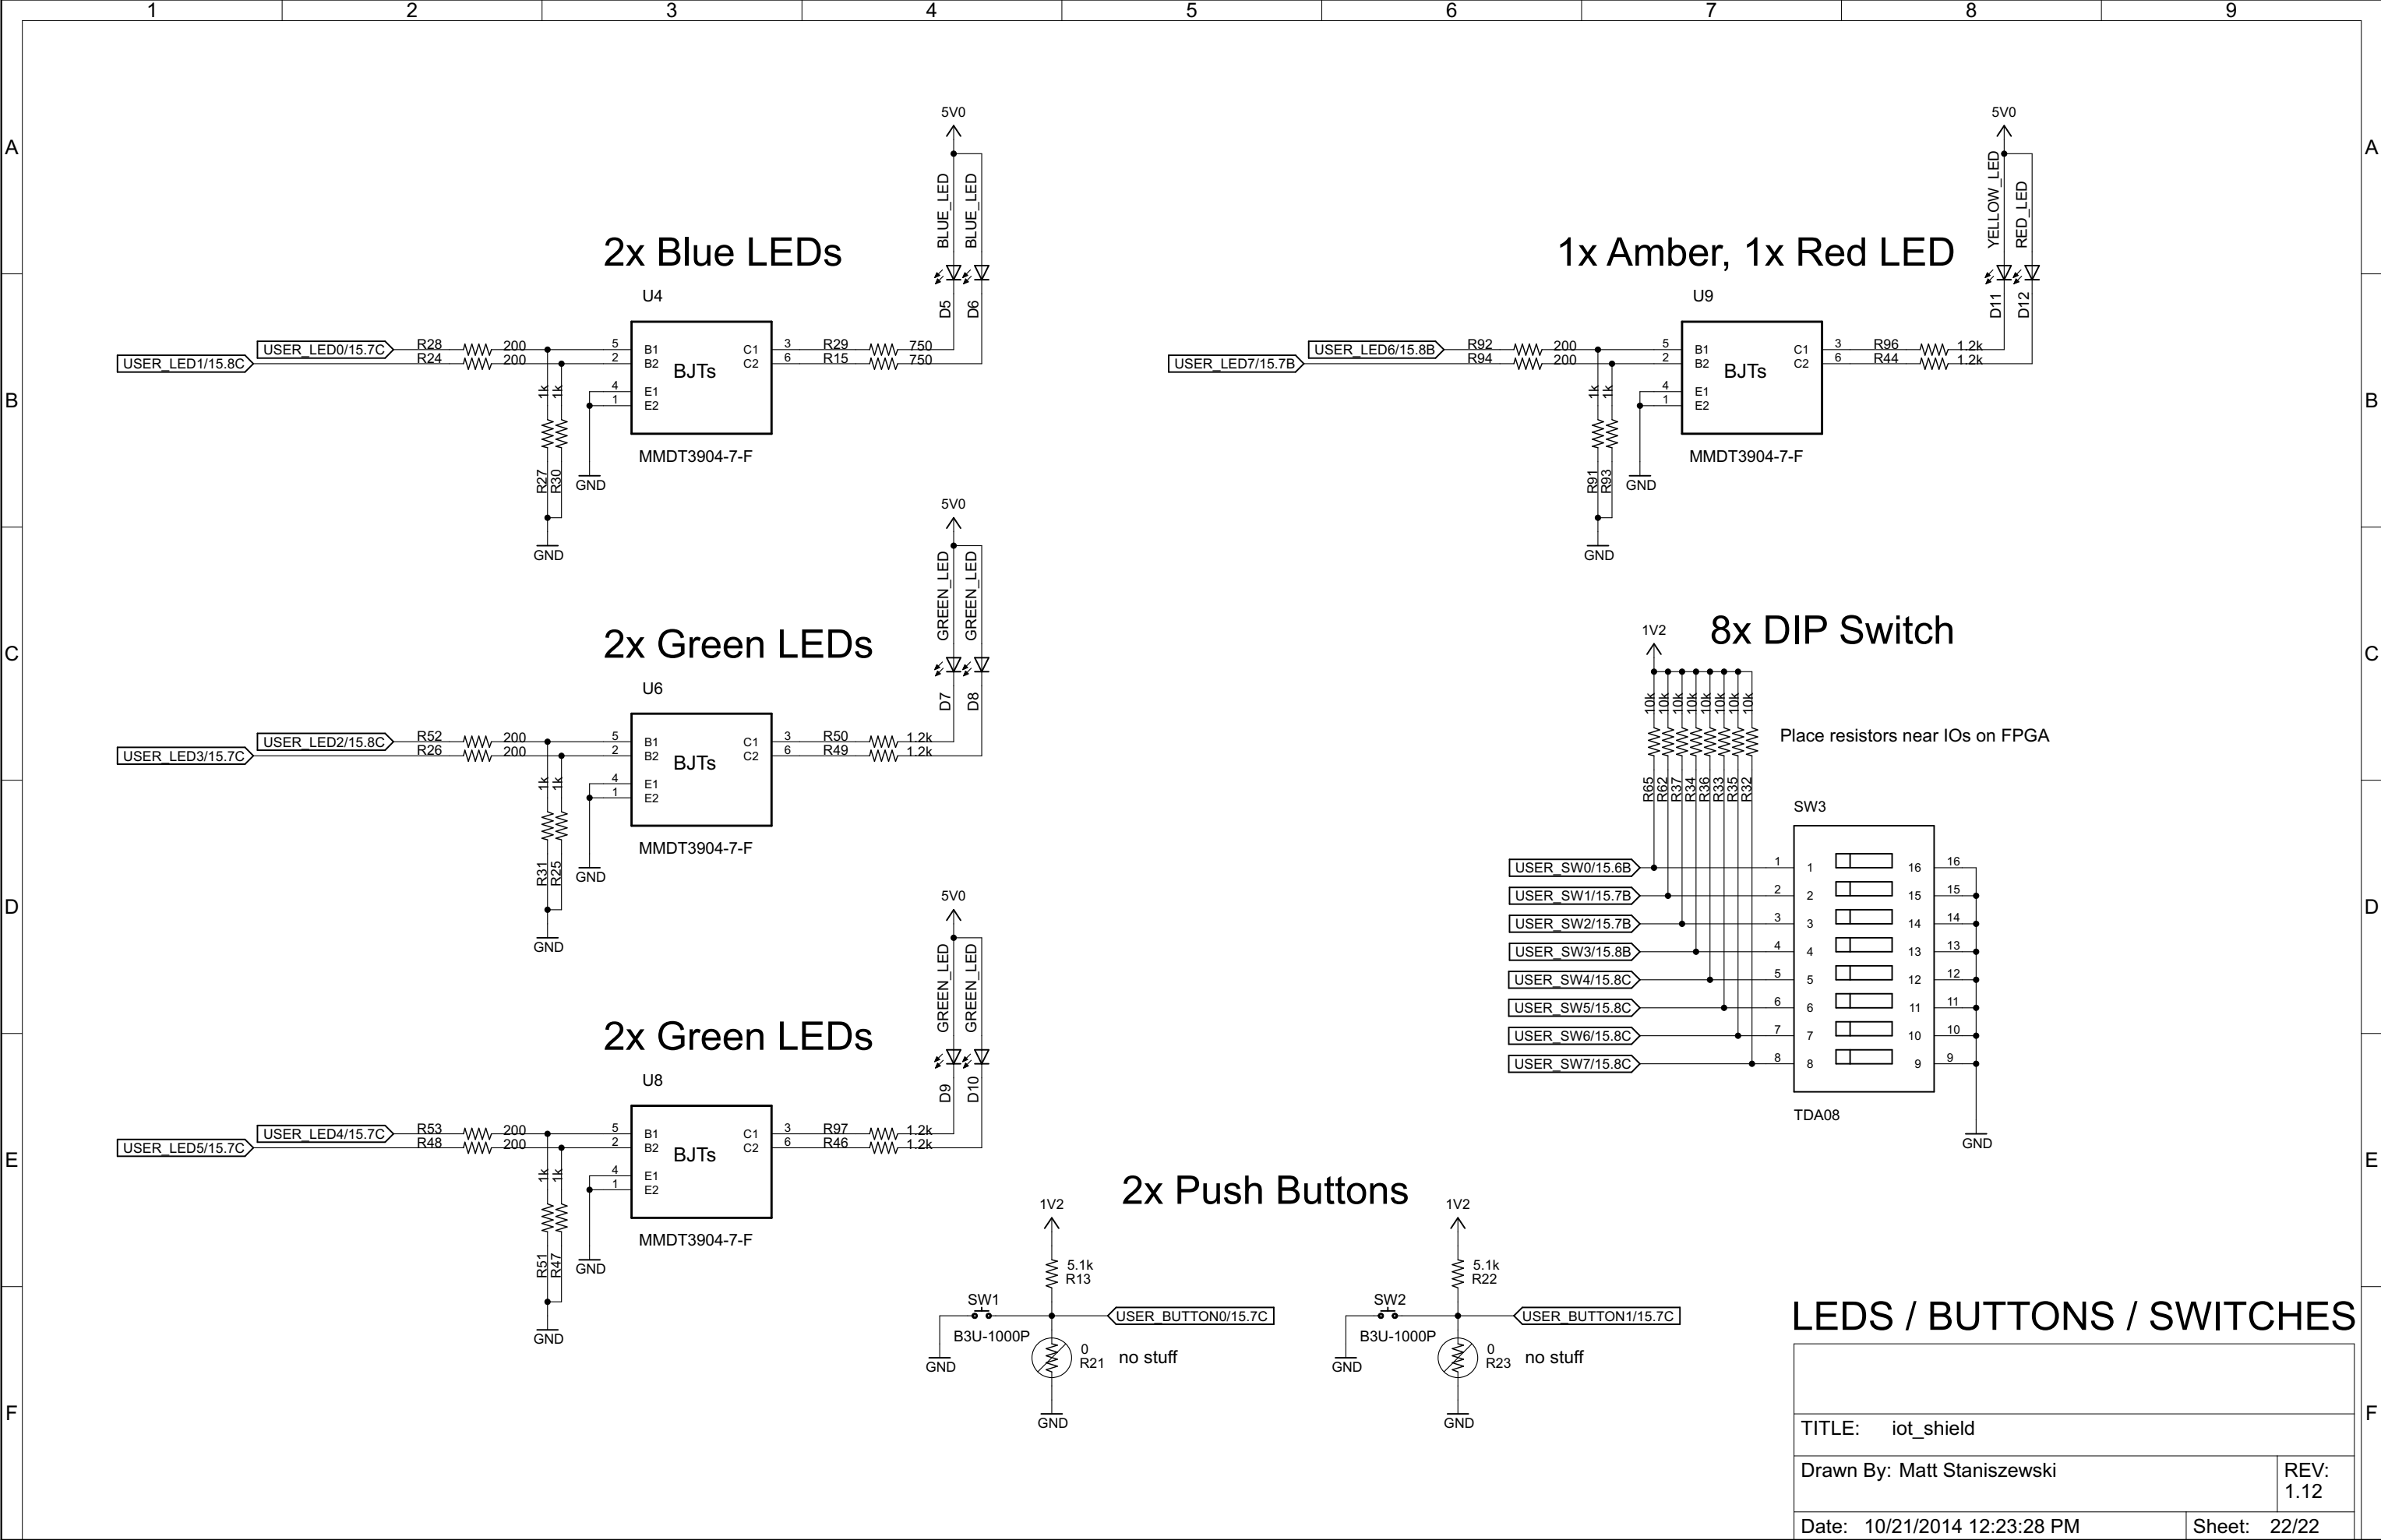 1 2 3 4 5 6 7 8 9
A
B
C
D
E
F
A
B
C
D
E
F
2x Blue LEDs
5V0
BLUE_LED
BLUE_LED
D5
D6
U4
USER_LED0/15.7C
USER_LED1/15.8C
R28 200
R24 200
1k
1k
R27
R30
GND
GND
5 B1
2 B2
4 E1
1 E2
BJTs
C1 3
C2 6
MMDT3904-7-F
R29 750
R15 750
2x Green LEDs
5V0
GREEN_LED
GREEN_LED
D7
D8
U6
USER_LED2/15.8C
USER_LED3/15.7C
R52 200
R26 200
1k
1k
R31
R25
GND
GND
5 B1
2 B2
4 E1
1 E2
BJTs
C1 3
C2 6
MMDT3904-7-F
R50 1.2k
R49 1.2k
2x Green LEDs
5V0
GREEN_LED
GREEN_LED
D9
D10
U8
USER_LED4/15.7C
USER_LED5/15.7C
R53 200
R48 200
1k
1k
R51
R47
GND
GND
5 B1
2 B2
4 E1
1 E2
BJTs
C1 3
C2 6
MMDT3904-7-F
R97 1.2k
R46 1.2k
1x Amber, 1x Red LED
5V0
YELLOW_LED
RED_LED
D11
D12
U9
USER_LED6/15.8B
USER_LED7/15.7B
R92 200
R94 200
1k
1k
R91
R93
GND
GND
5 B1
2 B2
4 E1
1 E2
BJTs
C1 3
C2 6
MMDT3904-7-F
R96 1.2k
R44 1.2k
8x DIP Switch
1V2
10k
10k
10k
10k
10k
10k
10k
10k
Place resistors near IOs on FPGA
R65
R62
R37
R34
R36
R33
R35
R32
SW3
USER_SW0/15.6B 1 1 16 16
USER_SW1/15.7B 2 2 15 15
USER_SW2/15.7B 3 3 14 14
USER_SW3/15.8B 4 4 13 13
USER_SW4/15.8C 5 5 12 12
USER_SW5/15.8C 6 6 11 11
USER_SW6/15.8C 7 7 10 10
USER_SW7/15.8C 8 8 9 9
TDA08
GND
2x Push Buttons
1V2
5.1k
R13
SW1
B3U-1000P
GND
USER_BUTTON0/15.7C
0
R21 no stuff
GND
1V2
5.1k
R22
SW2
B3U-1000P
GND
USER_BUTTON1/15.7C
0
R23 no stuff
GND
LEDS / BUTTONS / SWITCHES
TITLE: iot_shield
Drawn By: Matt Staniszewski
REV:
1.12
Date: 10/21/2014 12:23:28 PM
Sheet: 22/22